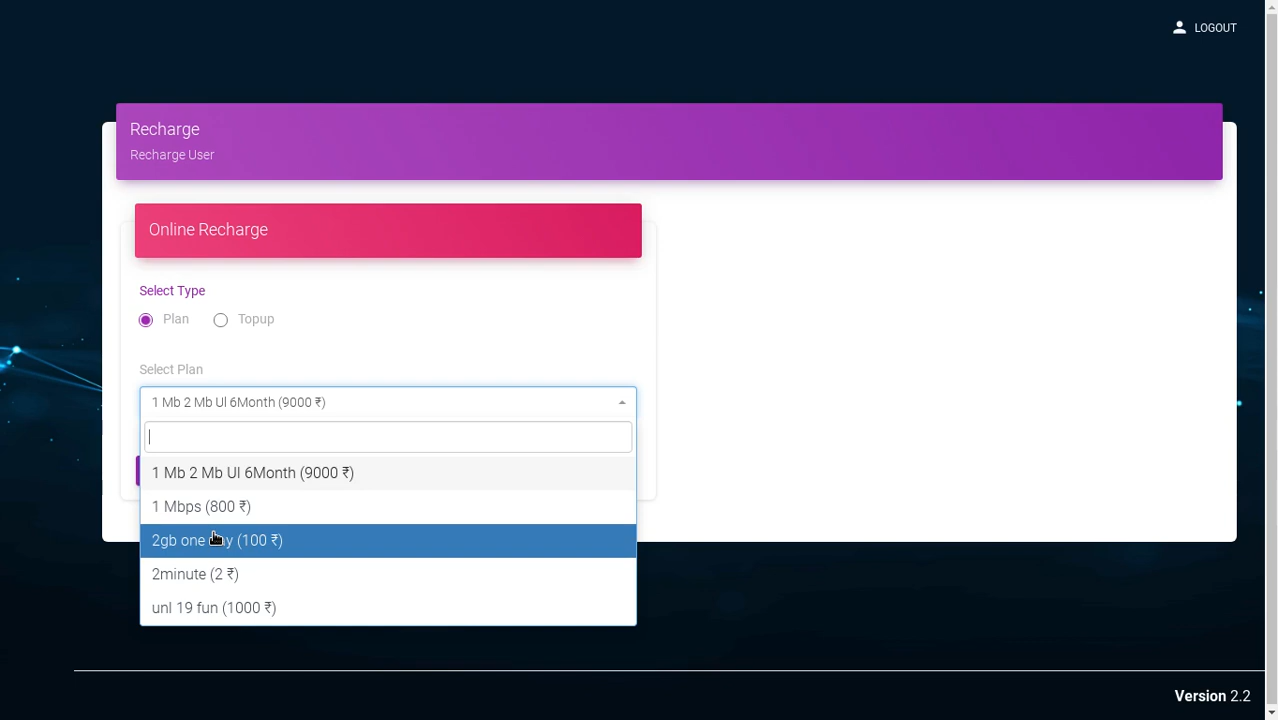 LOGOUT
Recharge
Recharge User
Online Recharge
Select Type
Plan Topup
Select Plan
1 Mb 2 Mb Ul 6Month (9000 ₹)
1 Mb 2 Mb Ul 6Month (9000 ₹)
1 Mbps (800 ₹)
2gb one (100 ₹)
2minute (2 ₹)
unl 19 fun (1000 ₹)
Version 2.2